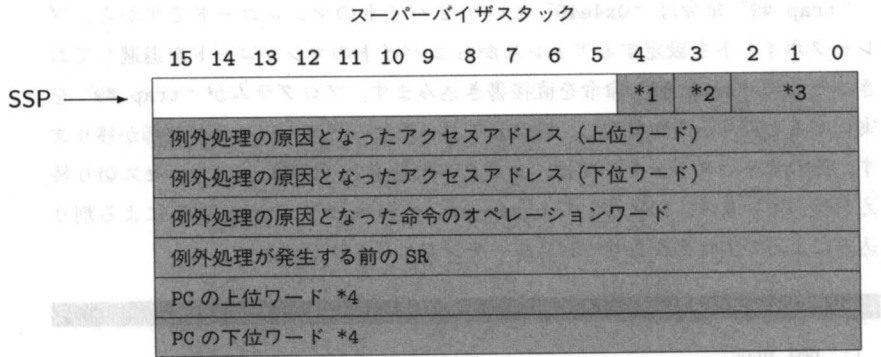 スーパーバイザスタック
15 14 13 12 11 10 9 8 7 6 5 4 3 2 1 0
SSP *1 *2 *3
例外処理の原因となったアクセスアドレス（上位ワード）
例外処理の原因となったアクセスアドレス（下位ワード）
例外処理の原因となった命令のオペレーションワード
例外処理が発生する前の SR
PC の上位ワード *4
PC の下位ワード *4